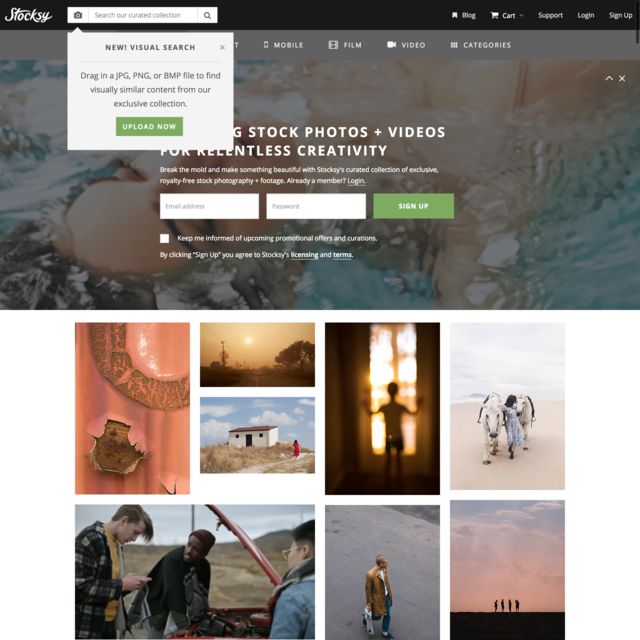 Stocksy
Search our curated collection
Blog
Cart
Support
Login
Sign Up
NEW! VISUAL SEARCH
Drag in a JPG, PNG, or BMP file to find
visually similar content from our
exclusive collection.
UPLOAD NOW
MOBILE
FILM
VIDEO
CATEGORIES
STOCK PHOTOS + VIDEOS
FOR RELENTLESS CREATIVITY
Break the mold and make something beautiful with Stocksy's curated collection of exclusive,
royalty-free stock photography + footage. Already a member? Login.
Email address
Password
SIGN UP
Keep me informed of upcoming promotional offers and curations.
By clicking "Sign Up" you agree to Stocksy's licensing and terms.